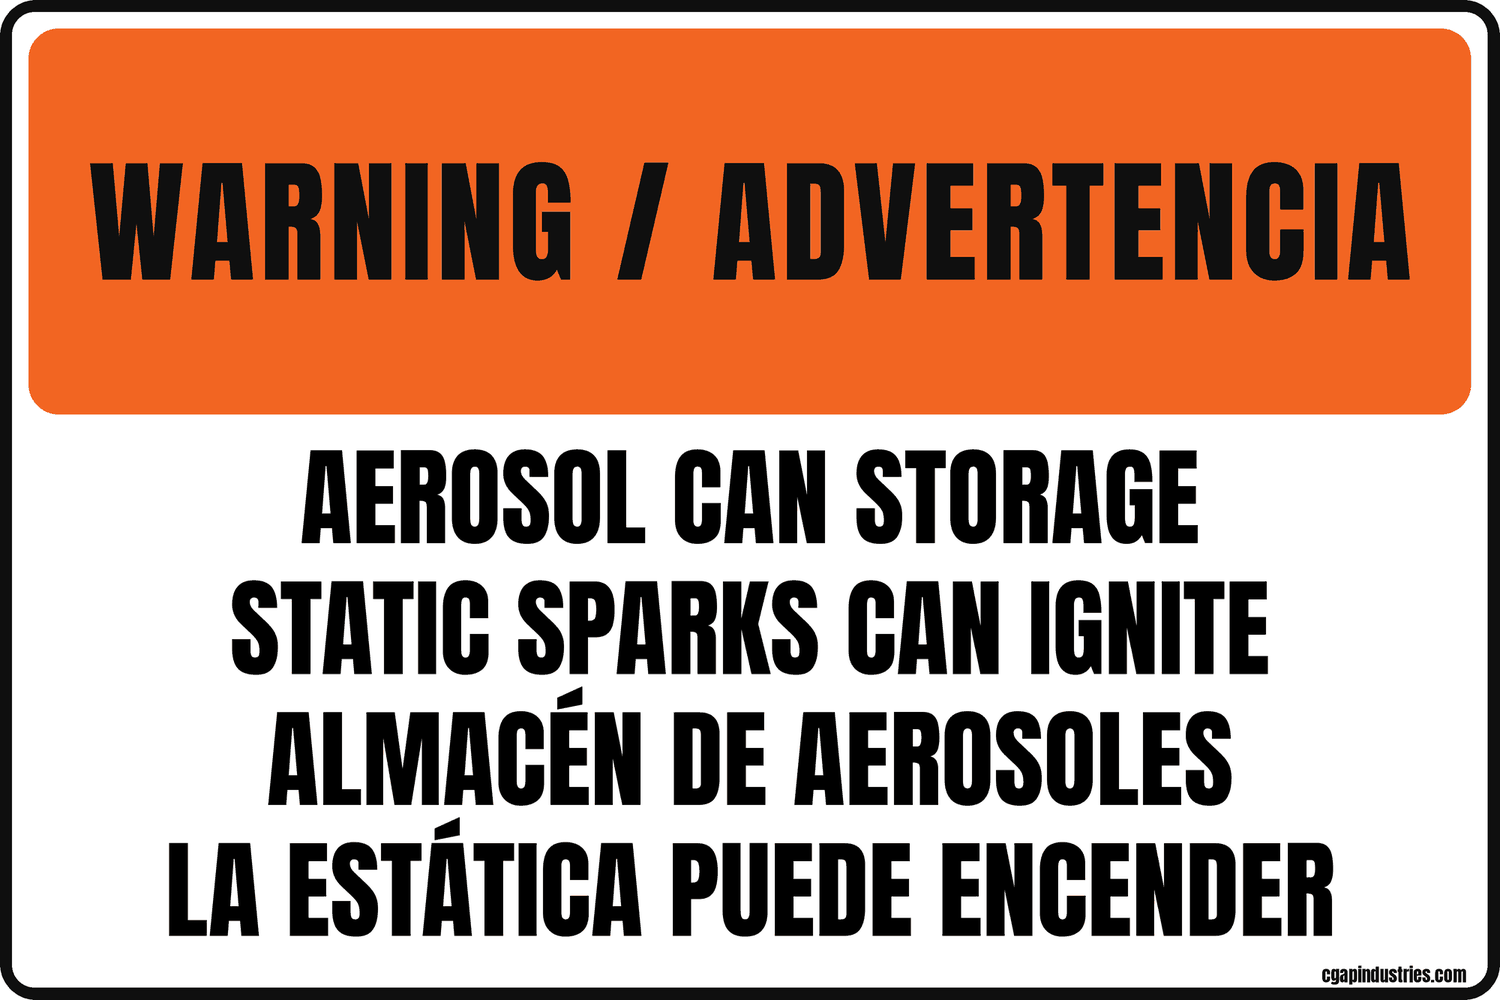 WARNING / ADVERTENCIA
AEROSOL CAN STORAGE
STATIC SPARKS CAN IGNITE
ALMACÉN DE AEROSOLES
LA ESTÁTICA PUEDE ENCENDER
cgapindustries.com